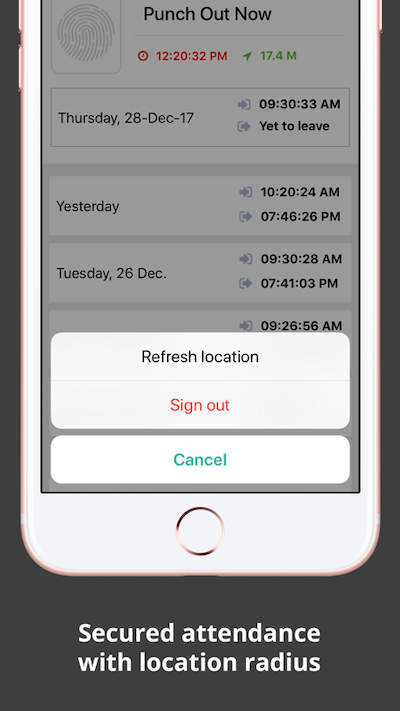 Punch Out Now
12:20:32 PM 17.4 M
Thursday, 28-Dec-17 09:30:33 AM
Yet to leave
Yesterday 10:20:24 AM
07:46:26 PM
Tuesday, 26 Dec. 09:30:28 AM
07:41:03 PM
09:26:56 AM
Refresh location
Sign out
Cancel
Secured attendance
with location radius